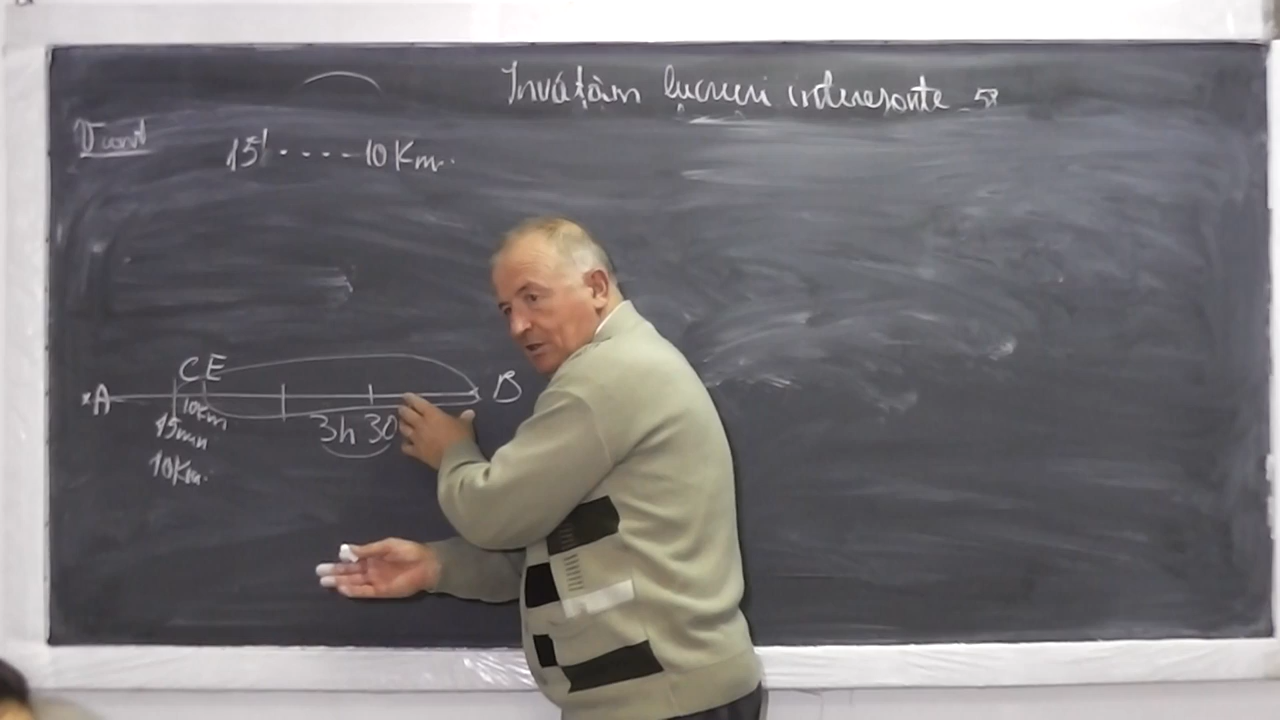 Învățăm lucruri interesante
15' .... 10 Km.
C E
A B
10Km
15min
3h 30
10Km.